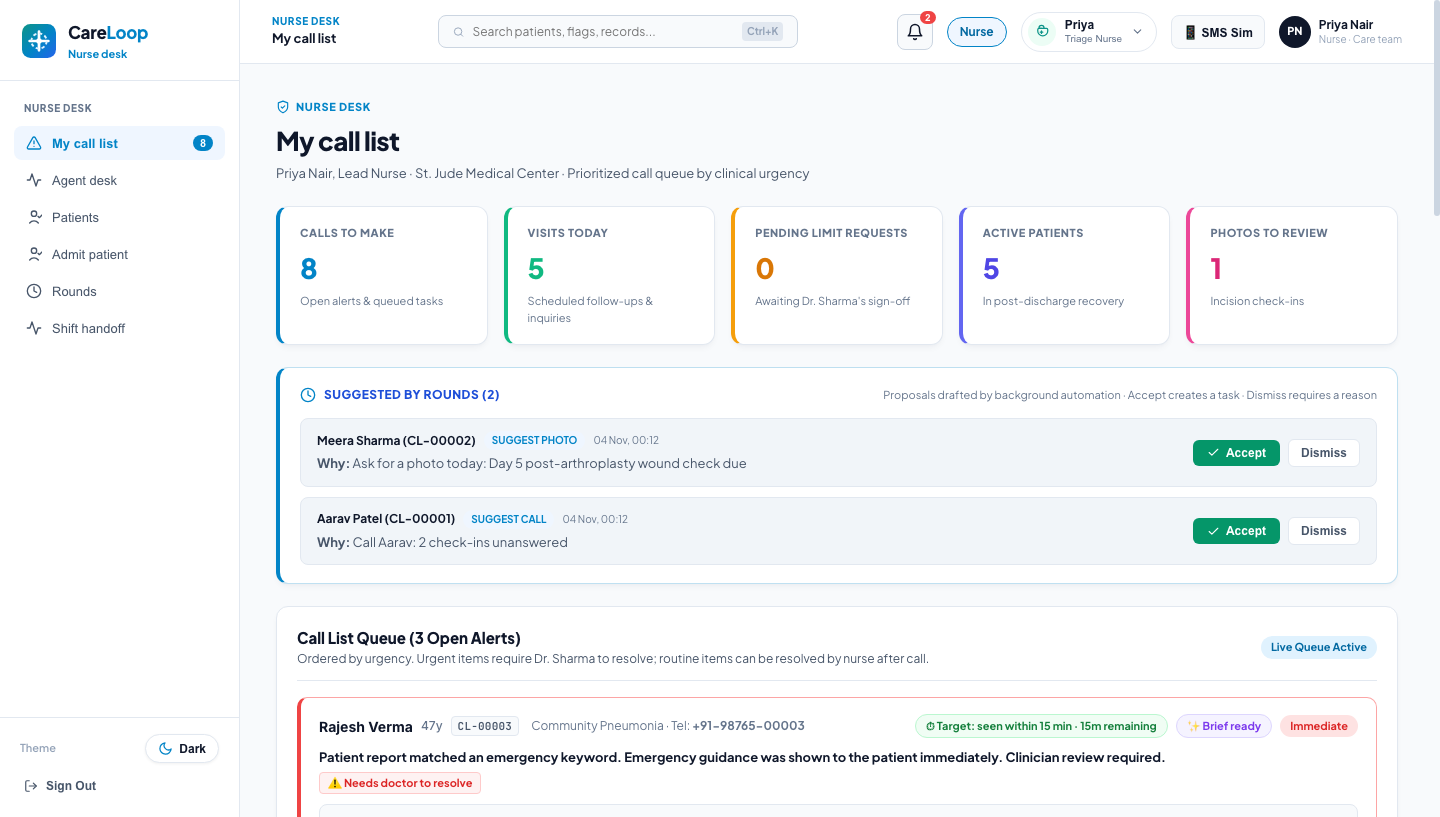 CareLoop
Nurse desk
NURSE DESK
My call list 8
Agent desk
Patients
Admit patient
Rounds
Shift handoff
Theme Dark
Sign Out
NURSE DESK
My call list
Search patients, flags, records... Ctrl+K
2
Nurse
Priya
Triage Nurse
SMS Sim
PN
Priya Nair
Nurse · Care team
NURSE DESK
My call list
Priya Nair, Lead Nurse · St. Jude Medical Center · Prioritized call queue by clinical urgency
CALLS TO MAKE
8
Open alerts & queued tasks
VISITS TODAY
5
Scheduled follow-ups &
inquiries
PENDING LIMIT REQUESTS
0
Awaiting Dr. Sharma's sign-off
ACTIVE PATIENTS
5
In post-discharge recovery
PHOTOS TO REVIEW
1
Incision check-ins
SUGGESTED BY ROUNDS (2) Proposals drafted by background automation · Accept creates a task · Dismiss requires a reason
Meera Sharma (CL-00002) SUGGEST PHOTO 04 Nov, 00:12
Why: Ask for a photo today: Day 5 post-arthroplasty wound check due
Accept Dismiss
Aarav Patel (CL-00001) SUGGEST CALL 04 Nov, 00:12
Why: Call Aarav: 2 check-ins unanswered
Accept Dismiss
Call List Queue (3 Open Alerts)
Ordered by urgency. Urgent items require Dr. Sharma to resolve; routine items can be resolved by nurse after call.
Live Queue Active
Rajesh Verma 47y CL-00003 Community Pneumonia · Tel: +91-98765-00003 Target: seen within 15 min · 15m remaining Brief ready Immediate
Patient report matched an emergency keyword. Emergency guidance was shown to the patient immediately. Clinician review required.
Needs doctor to resolve